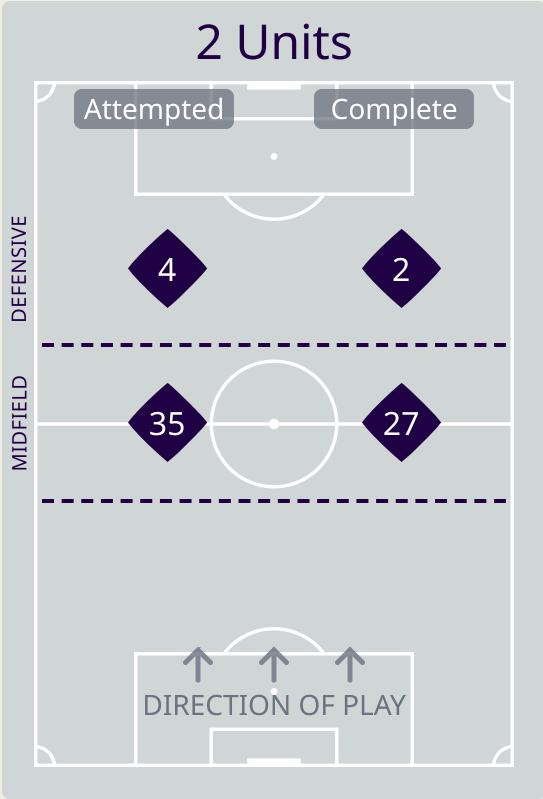 2 Units
Attempted Complete
DEFENSIVE
4 2
MIDFIELD
35 27
DIRECTION OF PLAY